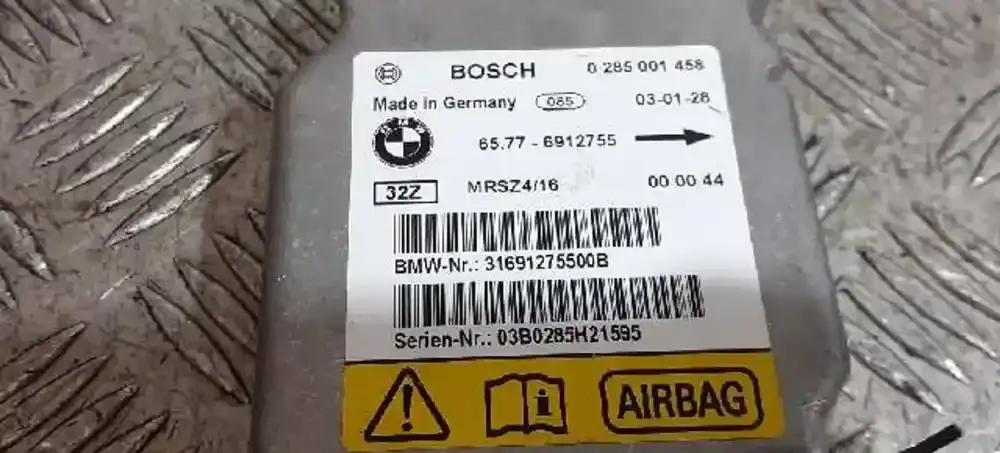 BOSCH 0 285 001 458
Made in Germany 085 03-01-28
BMW
65.77 - 6912755
32Z MRSZ4/16 00 00 44
BMW-Nr.: 31691275500B
Serien-Nr.: 03B0285H21595
AIRBAG